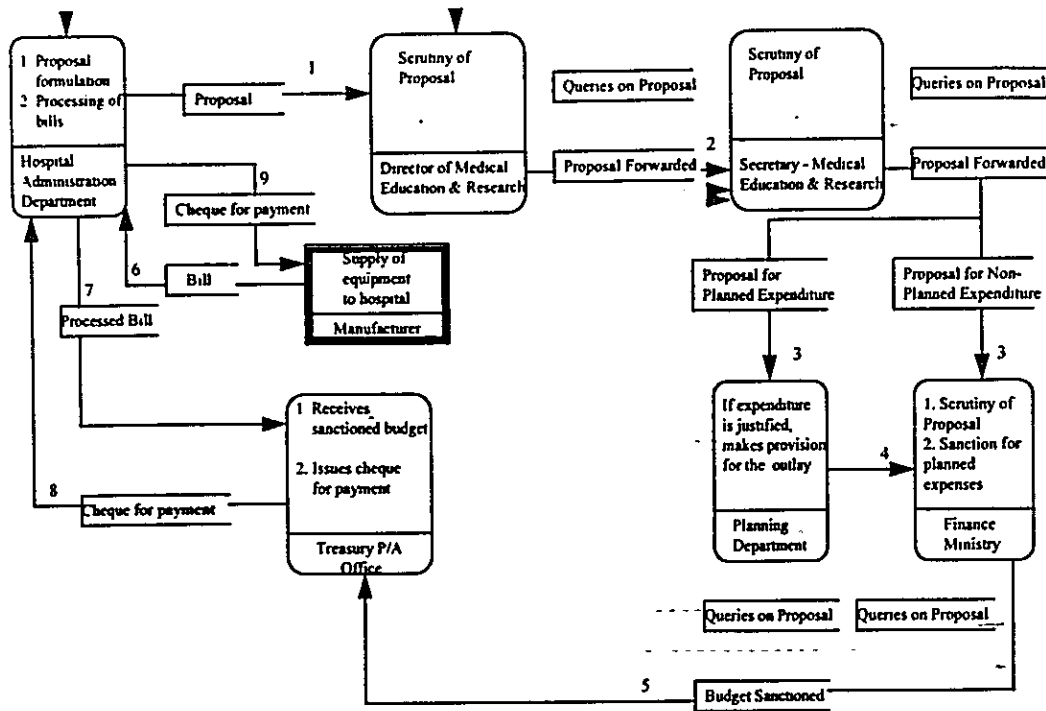 1 Proposal
formulation
2 Processing of
bills
Hospital
Administration
Department
1
Proposal
Scrutiny of
Proposal
Director of Medical
Education & Research
Queries on Proposal
2
Proposal Forwarded
Scrutiny of
Proposal
Secretary - Medical
Education & Research
Queries on Proposal
Proposal Forwarded
9
Cheque for payment
6
Bill
Supply of
equipment
to hospital
Manufacturer
7
Processed Bill
Proposal for
Planned Expenditure
Proposal for Non-
Planned Expenditure
3
3
1 Receives
sanctioned budget
2. Issues cheque
for payment
Treasury P/A
Office
8
Cheque for payment
If expenditure
is justified,
makes provision
for the outlay
Planning
Department
4
1. Scrutiny of
Proposal
2. Sanction for
planned
expenses
Finance
Ministry
Queries on Proposal
Queries on Proposal
5
Budget Sanctioned